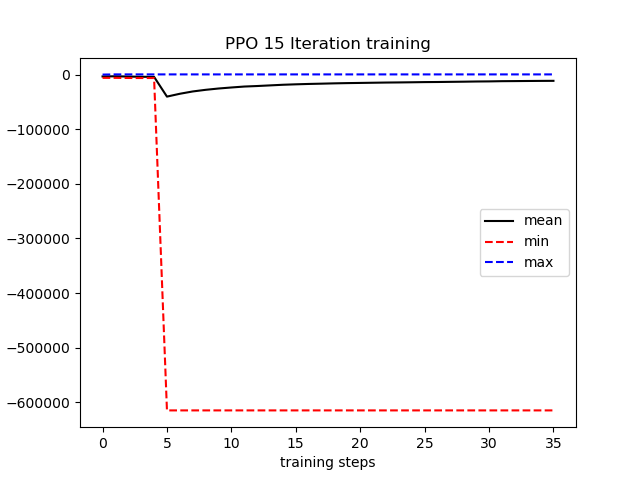 PPO 15 Iteration training
0
−100000
−200000
−300000
−400000
−500000
−600000
mean
min
max
0 5 10 15 20 25 30 35
training steps